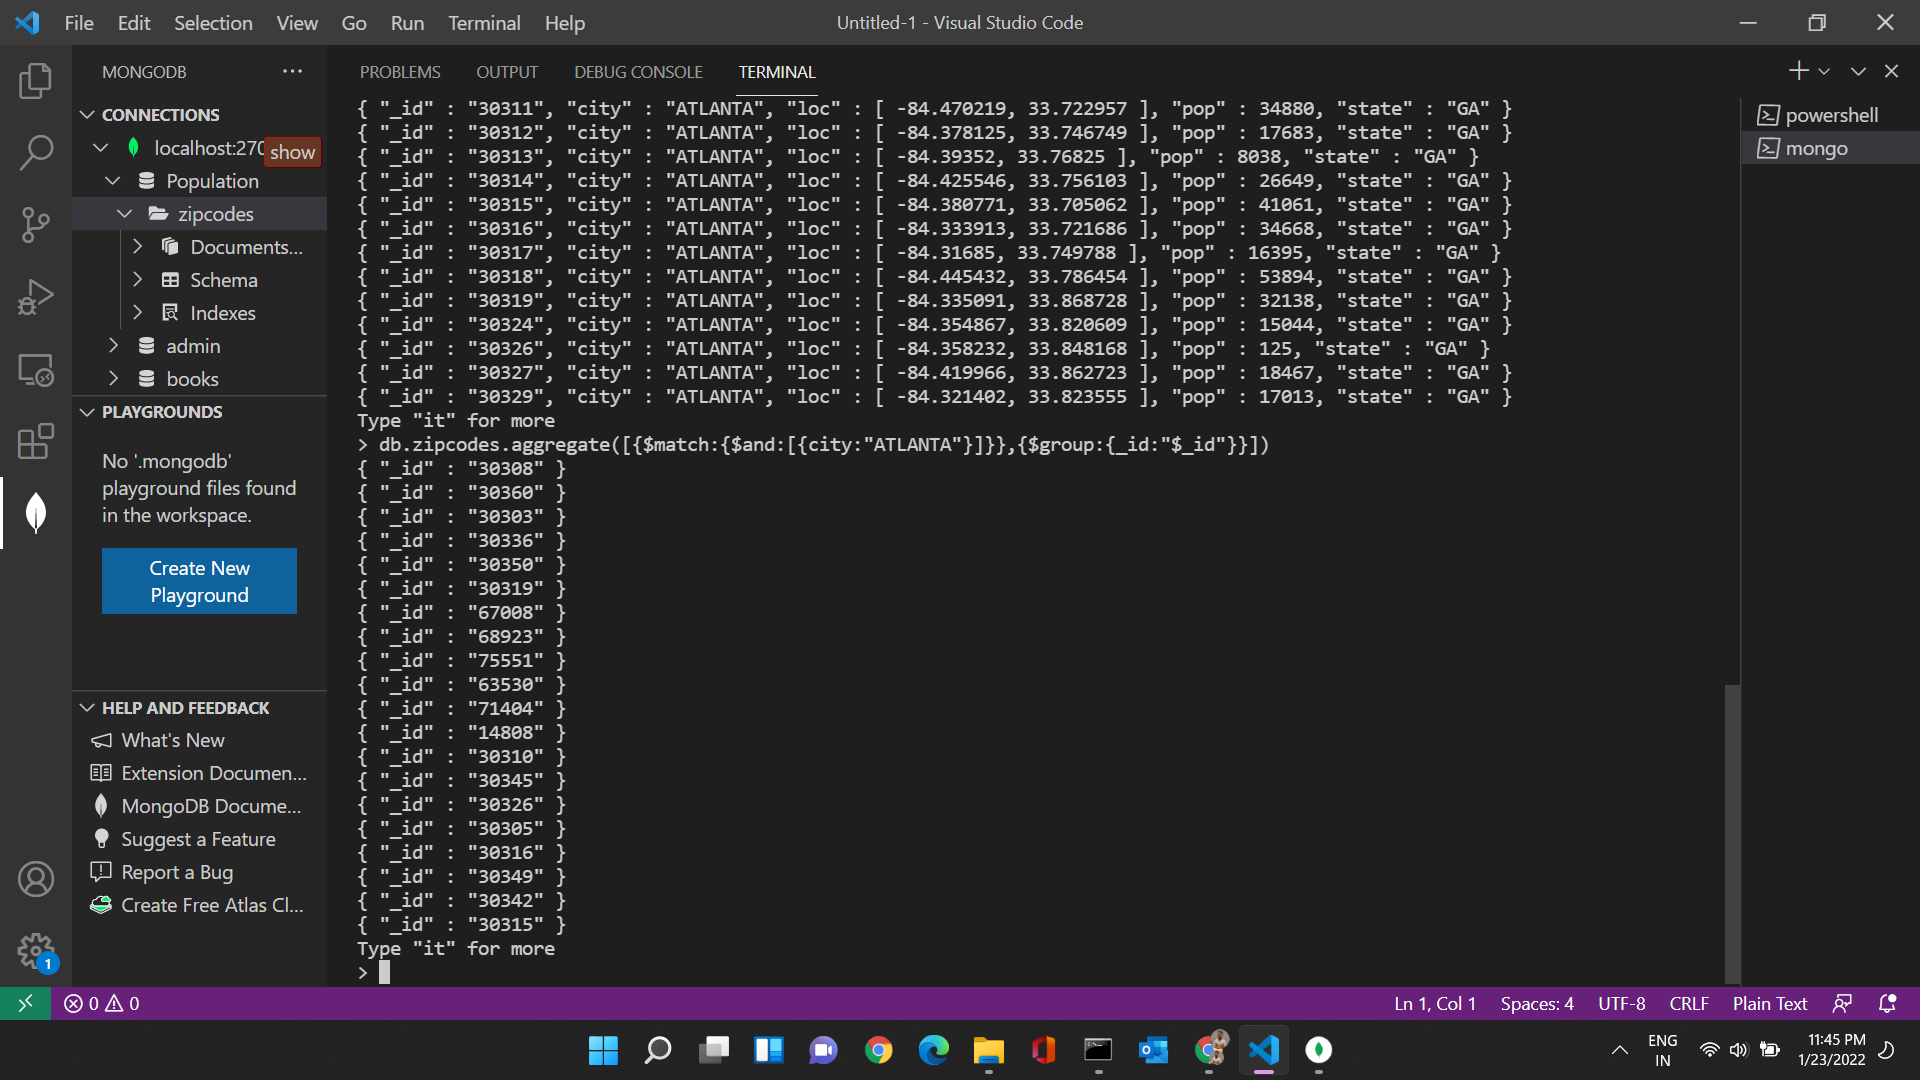 File Edit Selection View Go Run Terminal Help
Untitled-1 - Visual Studio Code
MONGODB
CONNECTIONS
localhost:270 show
Population
zipcodes
Documents...
Schema
Indexes
admin
books
PLAYGROUNDS
No '.mongodb'
playground files found
in the workspace.
Create New
Playground
HELP AND FEEDBACK
What's New
Extension Documen...
MongoDB Docume...
Suggest a Feature
Report a Bug
Create Free Atlas Cl...
1
PROBLEMS OUTPUT DEBUG CONSOLE TERMINAL
{ "_id" : "30311", "city" : "ATLANTA", "loc" : [ -84.470219, 33.722957 ], "pop" : 34880, "state" : "GA" }
{ "_id" : "30312", "city" : "ATLANTA", "loc" : [ -84.378125, 33.746749 ], "pop" : 17683, "state" : "GA" }
{ "_id" : "30313", "city" : "ATLANTA", "loc" : [ -84.39352, 33.76825 ], "pop" : 8038, "state" : "GA" }
{ "_id" : "30314", "city" : "ATLANTA", "loc" : [ -84.425546, 33.756103 ], "pop" : 26649, "state" : "GA" }
{ "_id" : "30315", "city" : "ATLANTA", "loc" : [ -84.380771, 33.705062 ], "pop" : 41061, "state" : "GA" }
{ "_id" : "30316", "city" : "ATLANTA", "loc" : [ -84.333913, 33.721686 ], "pop" : 34668, "state" : "GA" }
{ "_id" : "30317", "city" : "ATLANTA", "loc" : [ -84.31685, 33.749788 ], "pop" : 16395, "state" : "GA" }
{ "_id" : "30318", "city" : "ATLANTA", "loc" : [ -84.445432, 33.786454 ], "pop" : 53894, "state" : "GA" }
{ "_id" : "30319", "city" : "ATLANTA", "loc" : [ -84.335091, 33.868728 ], "pop" : 32138, "state" : "GA" }
{ "_id" : "30324", "city" : "ATLANTA", "loc" : [ -84.354867, 33.820609 ], "pop" : 15044, "state" : "GA" }
{ "_id" : "30326", "city" : "ATLANTA", "loc" : [ -84.358232, 33.848168 ], "pop" : 125, "state" : "GA" }
{ "_id" : "30327", "city" : "ATLANTA", "loc" : [ -84.419966, 33.862723 ], "pop" : 18467, "state" : "GA" }
{ "_id" : "30329", "city" : "ATLANTA", "loc" : [ -84.321402, 33.823555 ], "pop" : 17013, "state" : "GA" }
Type "it" for more
> db.zipcodes.aggregate([{$match:{$and:[{city:"ATLANTA"}]}},{$group:{_id:"$_id"}}])
{ "_id" : "30308" }
{ "_id" : "30360" }
{ "_id" : "30303" }
{ "_id" : "30336" }
{ "_id" : "30350" }
{ "_id" : "30319" }
{ "_id" : "67008" }
{ "_id" : "68923" }
{ "_id" : "75551" }
{ "_id" : "63530" }
{ "_id" : "71404" }
{ "_id" : "14808" }
{ "_id" : "30310" }
{ "_id" : "30345" }
{ "_id" : "30326" }
{ "_id" : "30305" }
{ "_id" : "30316" }
{ "_id" : "30349" }
{ "_id" : "30342" }
{ "_id" : "30315" }
Type "it" for more
>
powershell
mongo
0 0
Ln 1, Col 1 Spaces: 4 UTF-8 CRLF Plain Text
ENG
IN
11:45 PM
1/23/2022